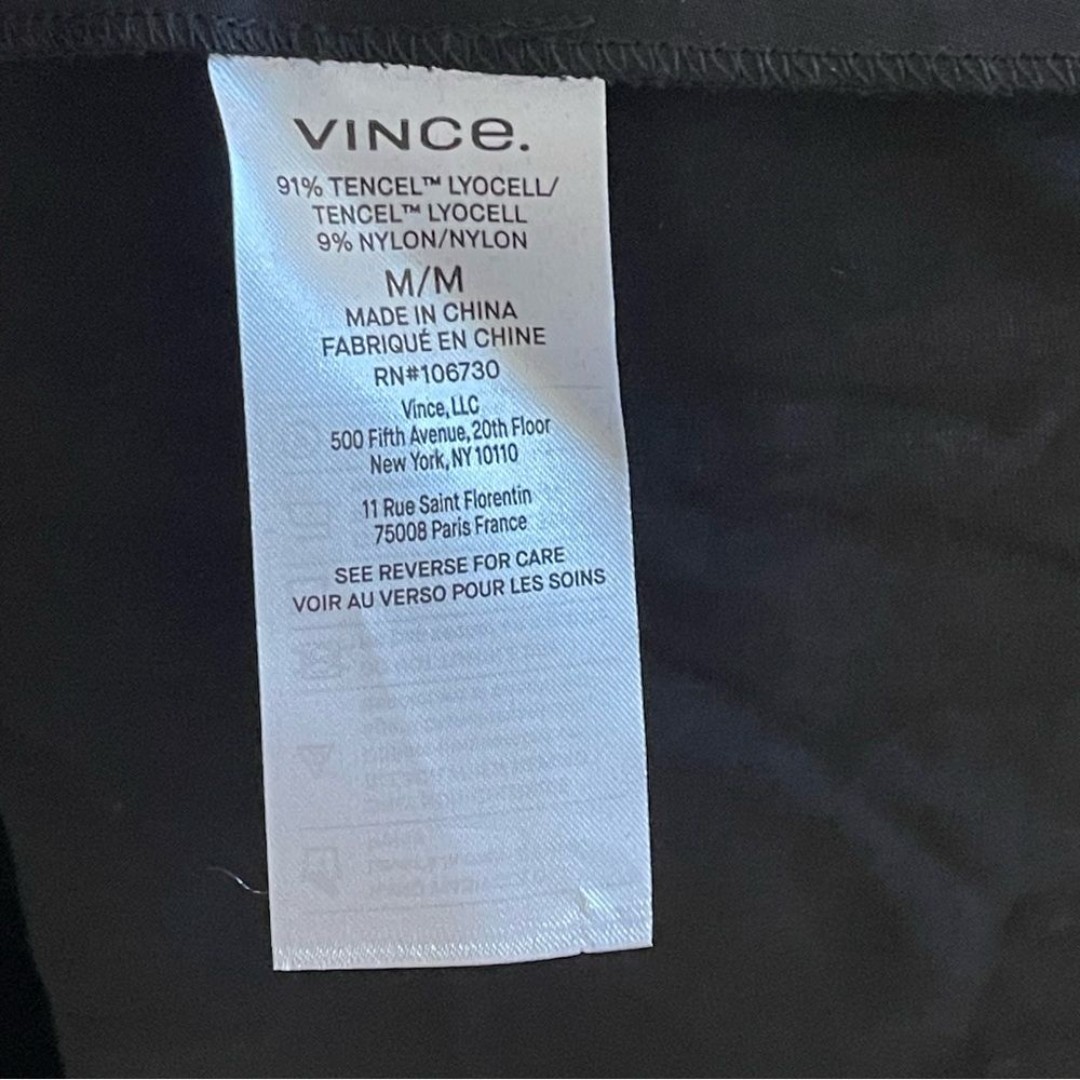 VINCe.
91% TENCEL™ LYOCELL/
TENCEL™ LYOCELL
9% NYLON/NYLON
M/M
MADE IN CHINA
FABRIQUÉ EN CHINE
RN#106730
Vince, LLC
500 Fifth Avenue, 20th Floor
New York, NY 10110
11 Rue Saint Florentin
75008 Paris France
SEE REVERSE FOR CARE
VOIR AU VERSO POUR LES SOINS